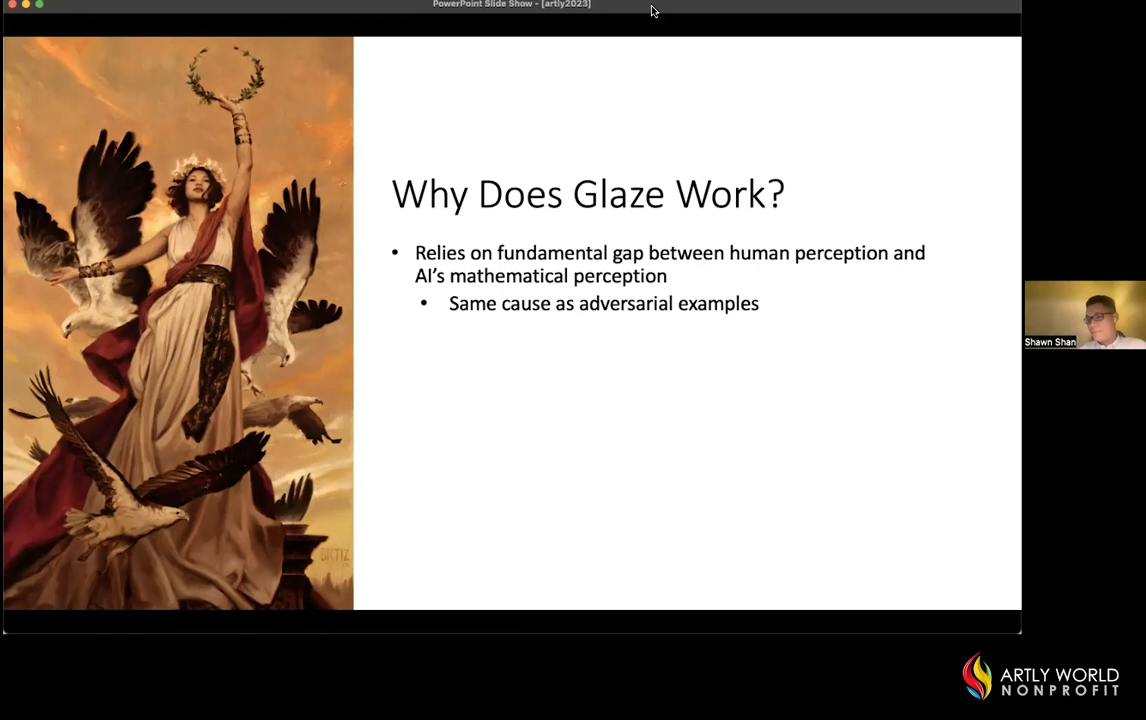 PowerPoint Slide Show - [artly2023]
Why Does Glaze Work?
• Relies on fundamental gap between human perception and
AI’s mathematical perception
• Same cause as adversarial examples
ORTIZ
Shawn Shan
ARTLY WORLD
NONPROFIT